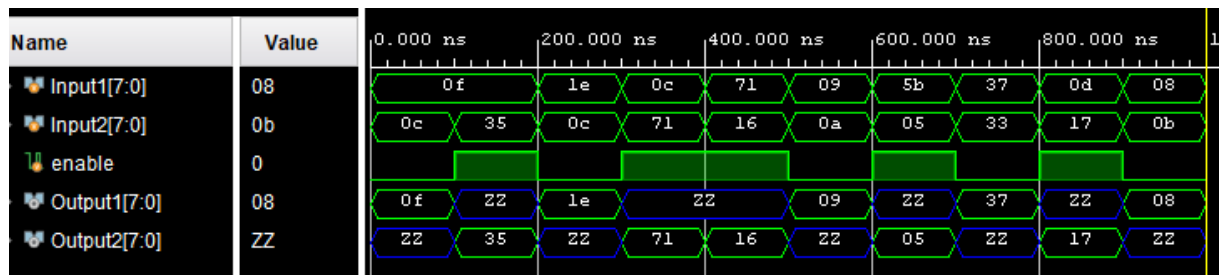 Name Value 0.000 ns 200.000 ns 400.000 ns 600.000 ns 800.000 ns 1
Input1[7:0] 08 0f 1e 0c 71 09 5b 37 0d 08
Input2[7:0] 0b 0c 35 0c 71 16 0a 05 33 17 0b
enable 0
Output1[7:0] 08 0f ZZ 1e ZZ 09 ZZ 37 ZZ 08
Output2[7:0] ZZ ZZ 35 ZZ 71 16 ZZ 05 ZZ 17 ZZ